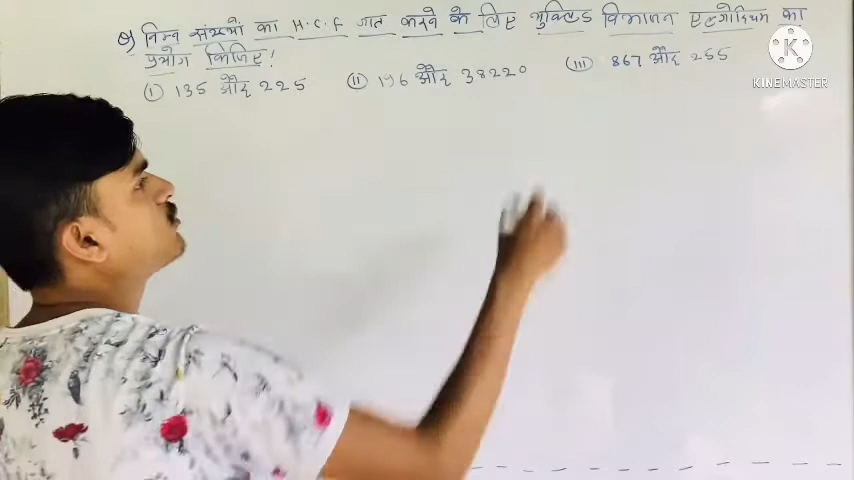 Q) निम्न संख्यों का H.C.F ज्ञात करने के लिए युक्लिड विभाजन एल्गोरिथम का
प्रयोग किजिए!
(I) 135 और 225 (II) 196 और 38220 (III) 867 और 255
KINEMASTER